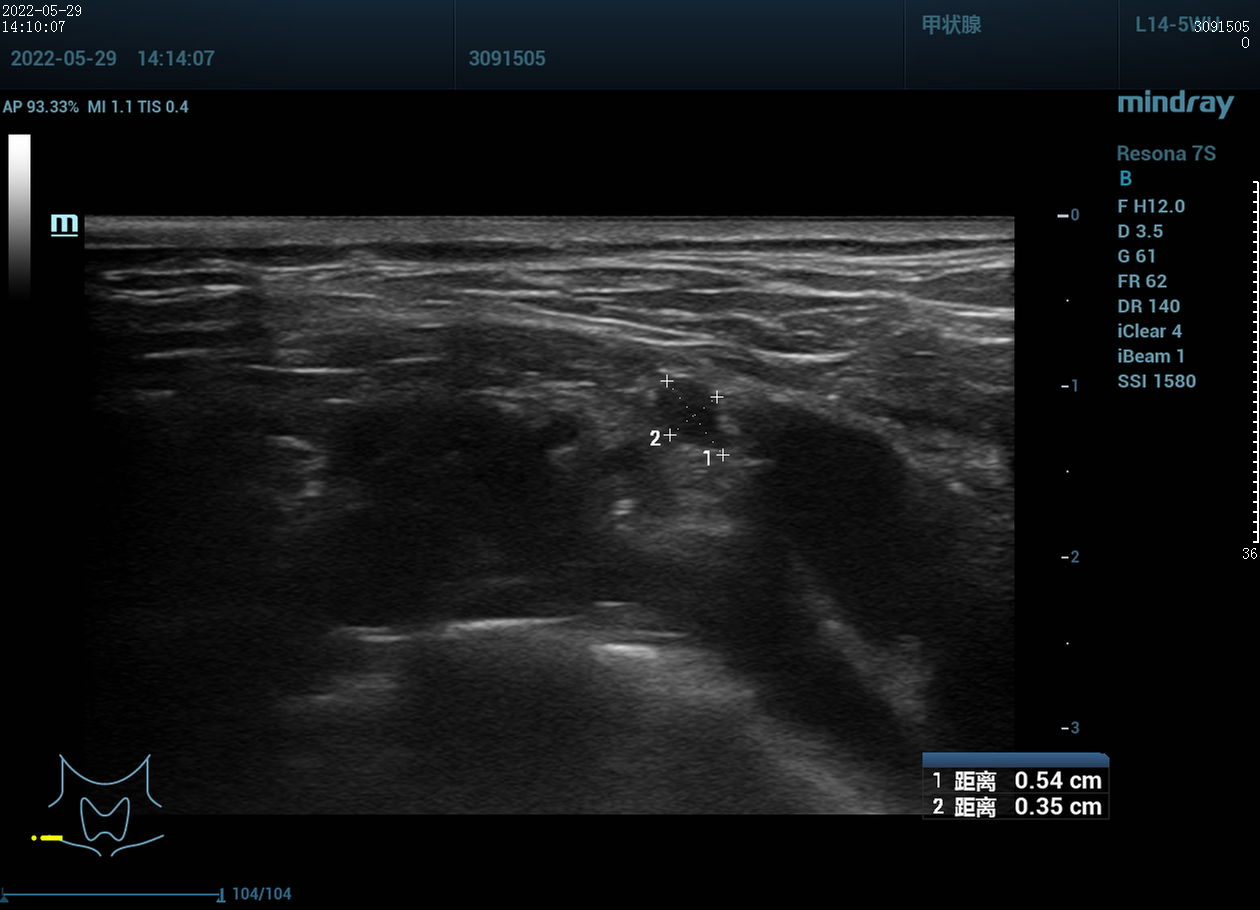 2022-05-29
14:10:07
2022-05-29 14:14:07
3091505
甲状腺
3091505
0
AP 93.33% MI 1.1 TIS 0.4
mindray
Resona 7S
B
F H12.0
D 3.5
G 61
FR 62
DR 140
iClear 4
iBeam 1
SSI 1580
m
0
1
2
3
36
2
1
1 距离 0.54 cm
2 距离 0.35 cm
104/104